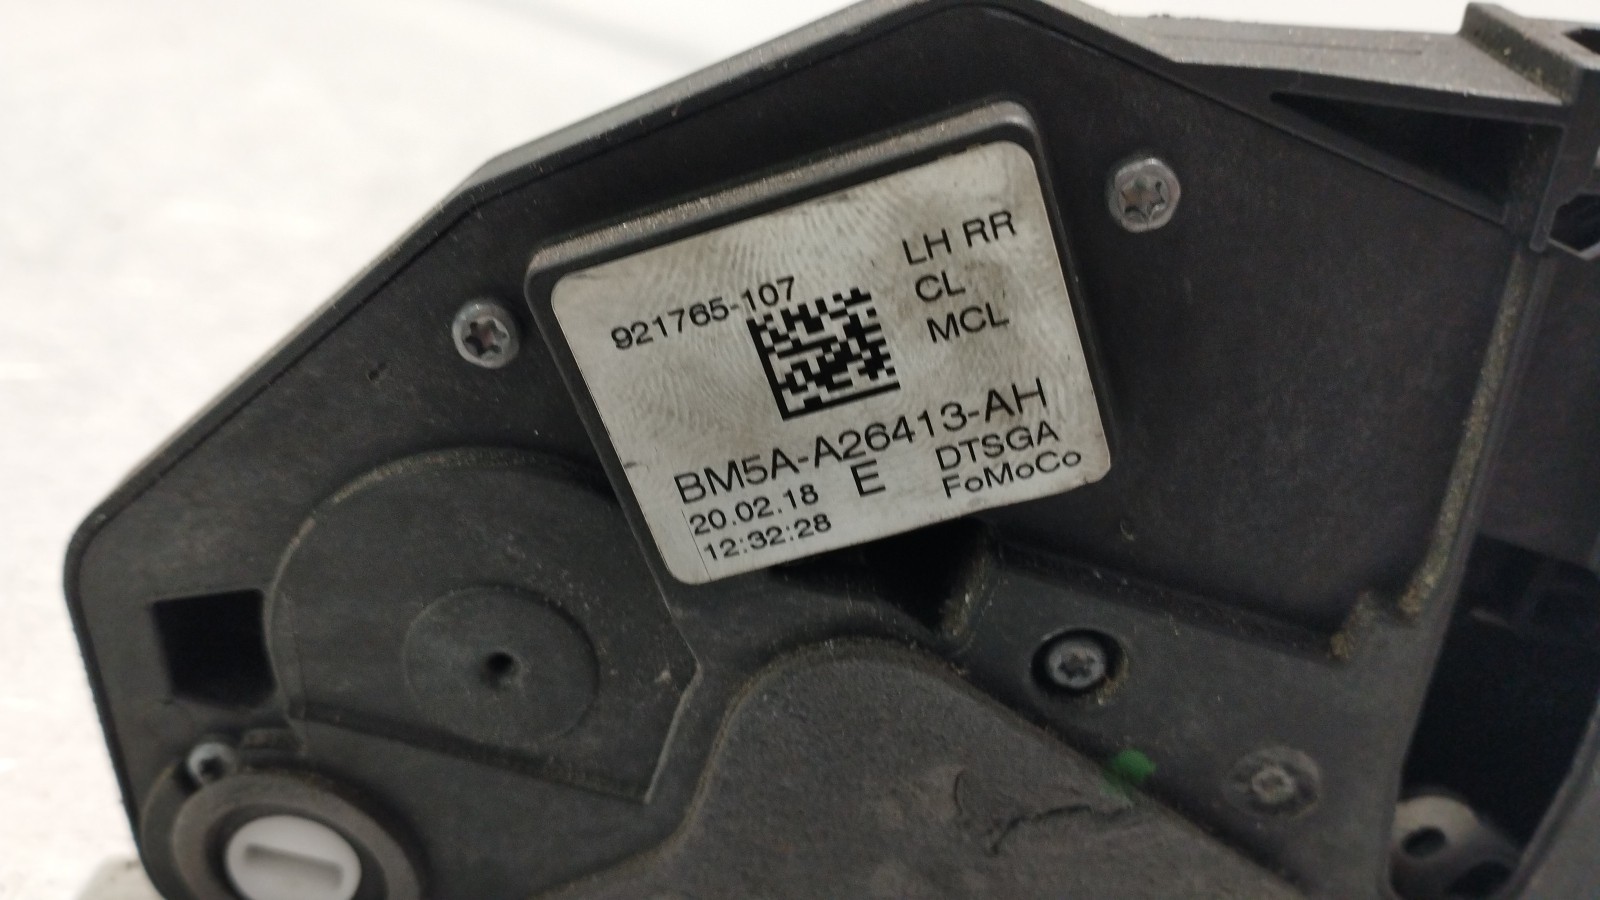 921765-107
LH RR
CL
MCL
BM5A-A26413-AH
20.02.18 E DTSGA
12:32:28 FoMoCo